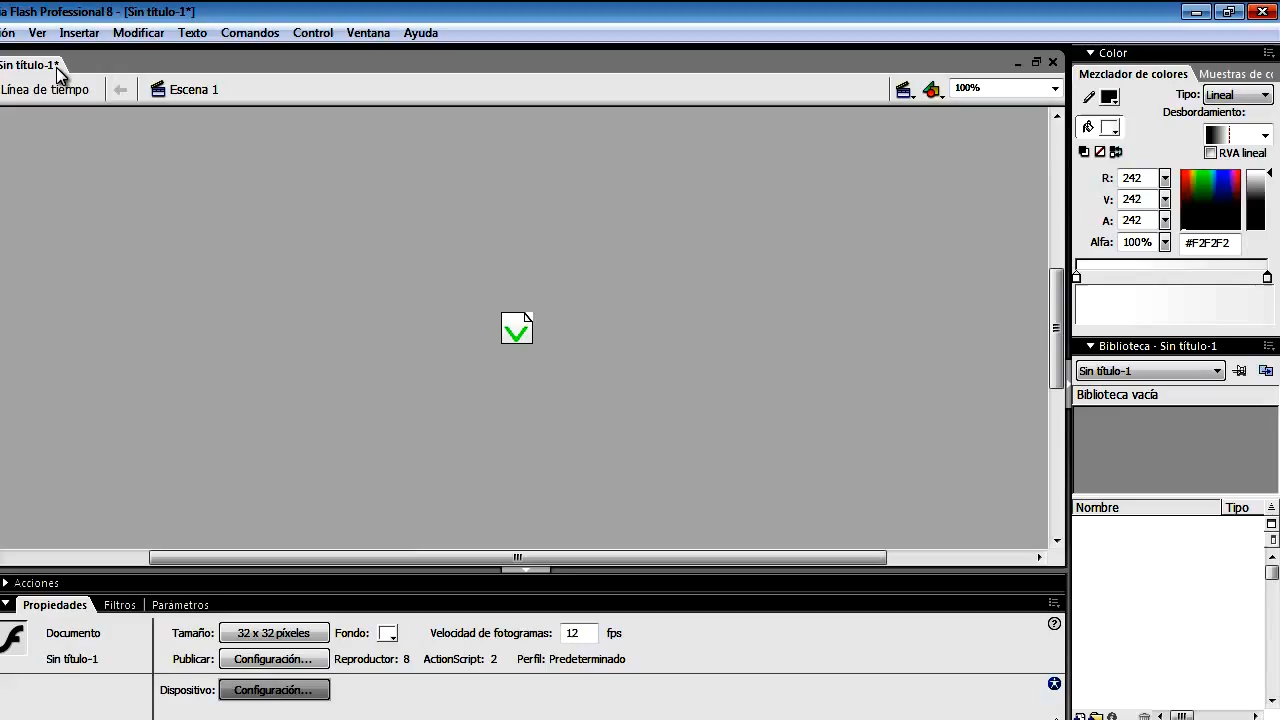 ia Flash Professional 8 - [Sin título-1*]
ión Ver Insertar Modificar Texto Comandos Control Ventana Ayuda
Sin título-1*
Línea de tiempo Escena 1 100%
Color
Mezclador de colores Muestras de co
Tipo: Lineal
Desbordamiento:
RVA lineal
R: 242
V: 242
A: 242
Alfa: 100% #F2F2F2
Biblioteca - Sin título-1
Sin título-1
Biblioteca vacía
Nombre Tipo
Acciones
Propiedades Filtros Parámetros
Documento Tamaño: 32 x 32 píxeles Fondo: Velocidad de fotogramas: 12 fps
Sin título-1 Publicar: Configuración... Reproductor: 8 ActionScript: 2 Perfil: Predeterminado
Dispositivo: Configuración...